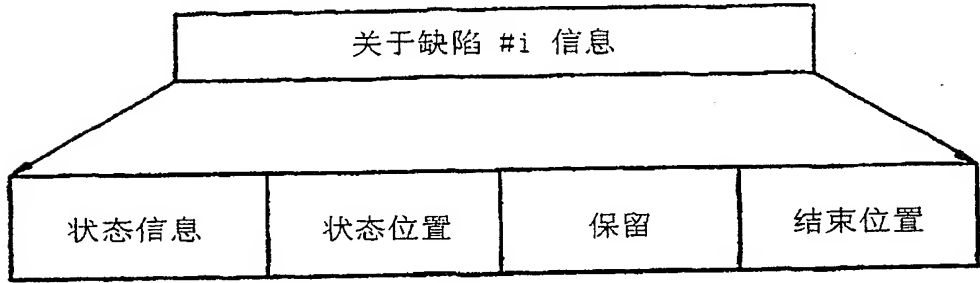 关于缺陷 #i 信息
状态信息
状态位置
保留
结束位置